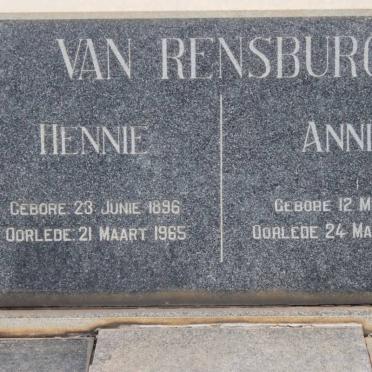 VAN RENSBURG
HENNIE
GEBORE 23 JUNIE 1896
OORLEDE 21 MAART 1965
ANNI
GEBORE 12 M
OORLEDE 24 MA